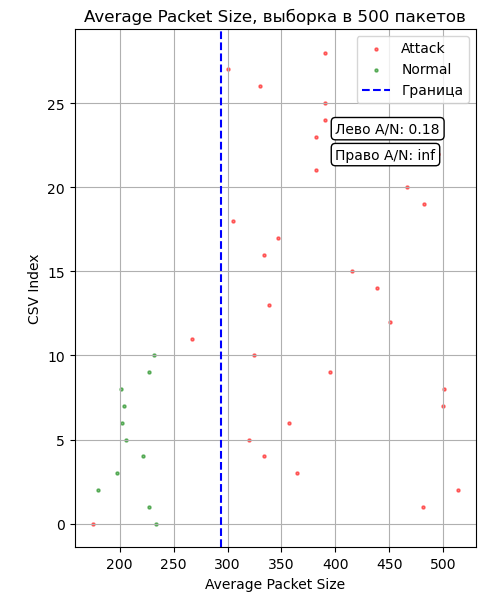 Average Packet Size, выборка в 500 пакетов
Attack
Normal
Граница
Лево A/N: 0.18
Право A/N: inf
CSV Index
25
20
15
10
5
0
200 250 300 350 400 450 500
Average Packet Size